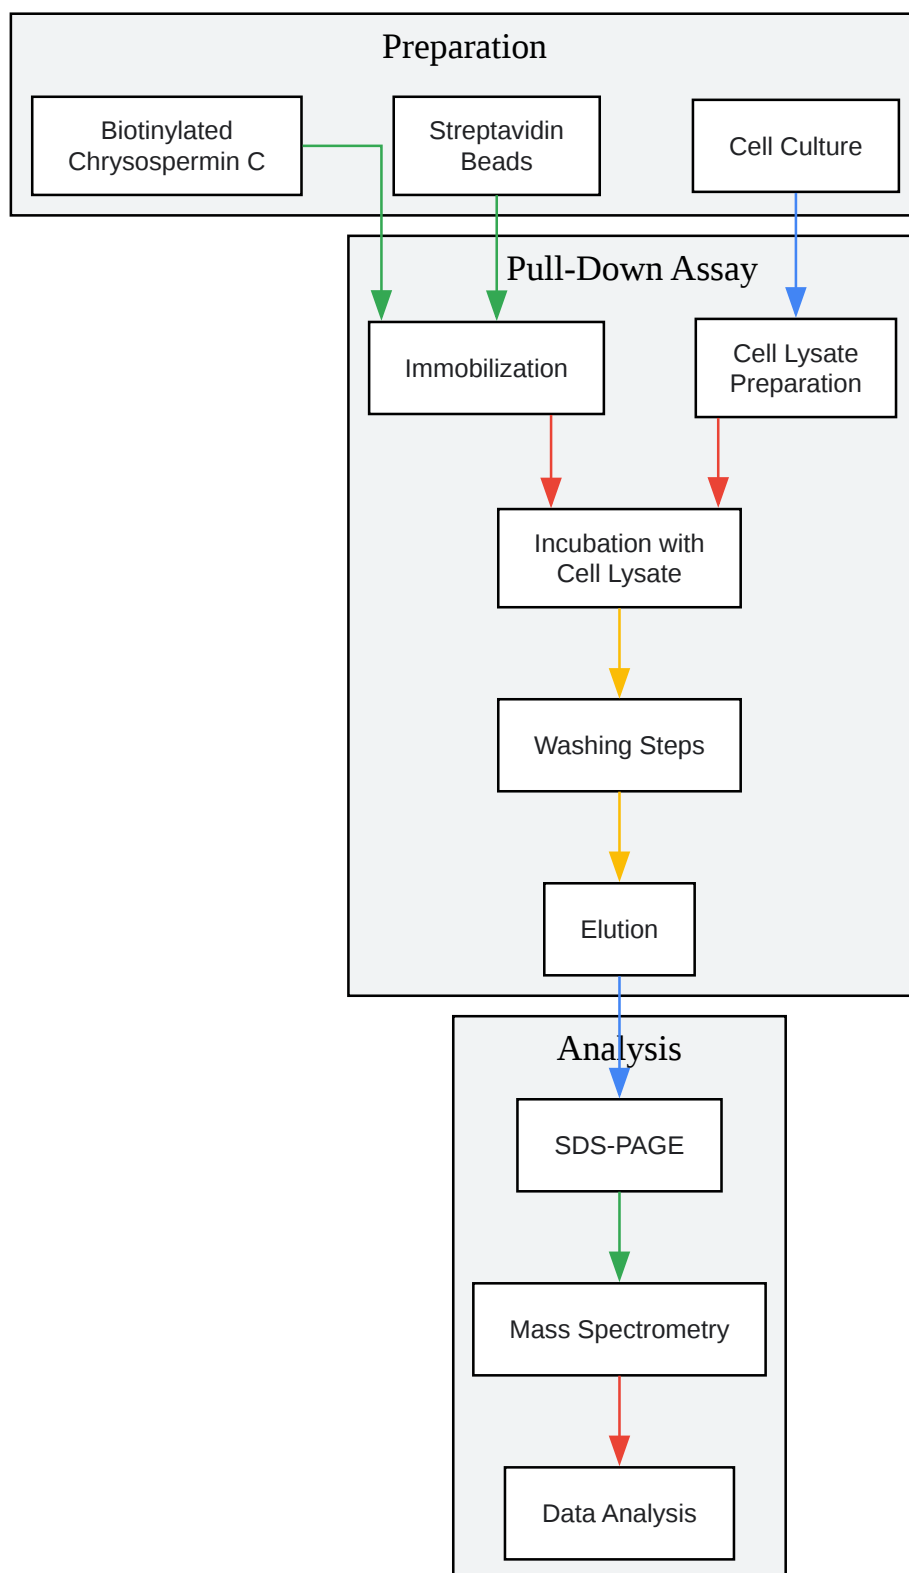 Preparation
Biotinylated
Chrysospermin C
Streptavidin
Beads
Cell Culture
Pull-Down Assay
Immobilization
Cell Lysate
Preparation
Incubation with
Cell Lysate
Washing Steps
Elution
Analysis
SDS-PAGE
Mass Spectrometry
Data Analysis